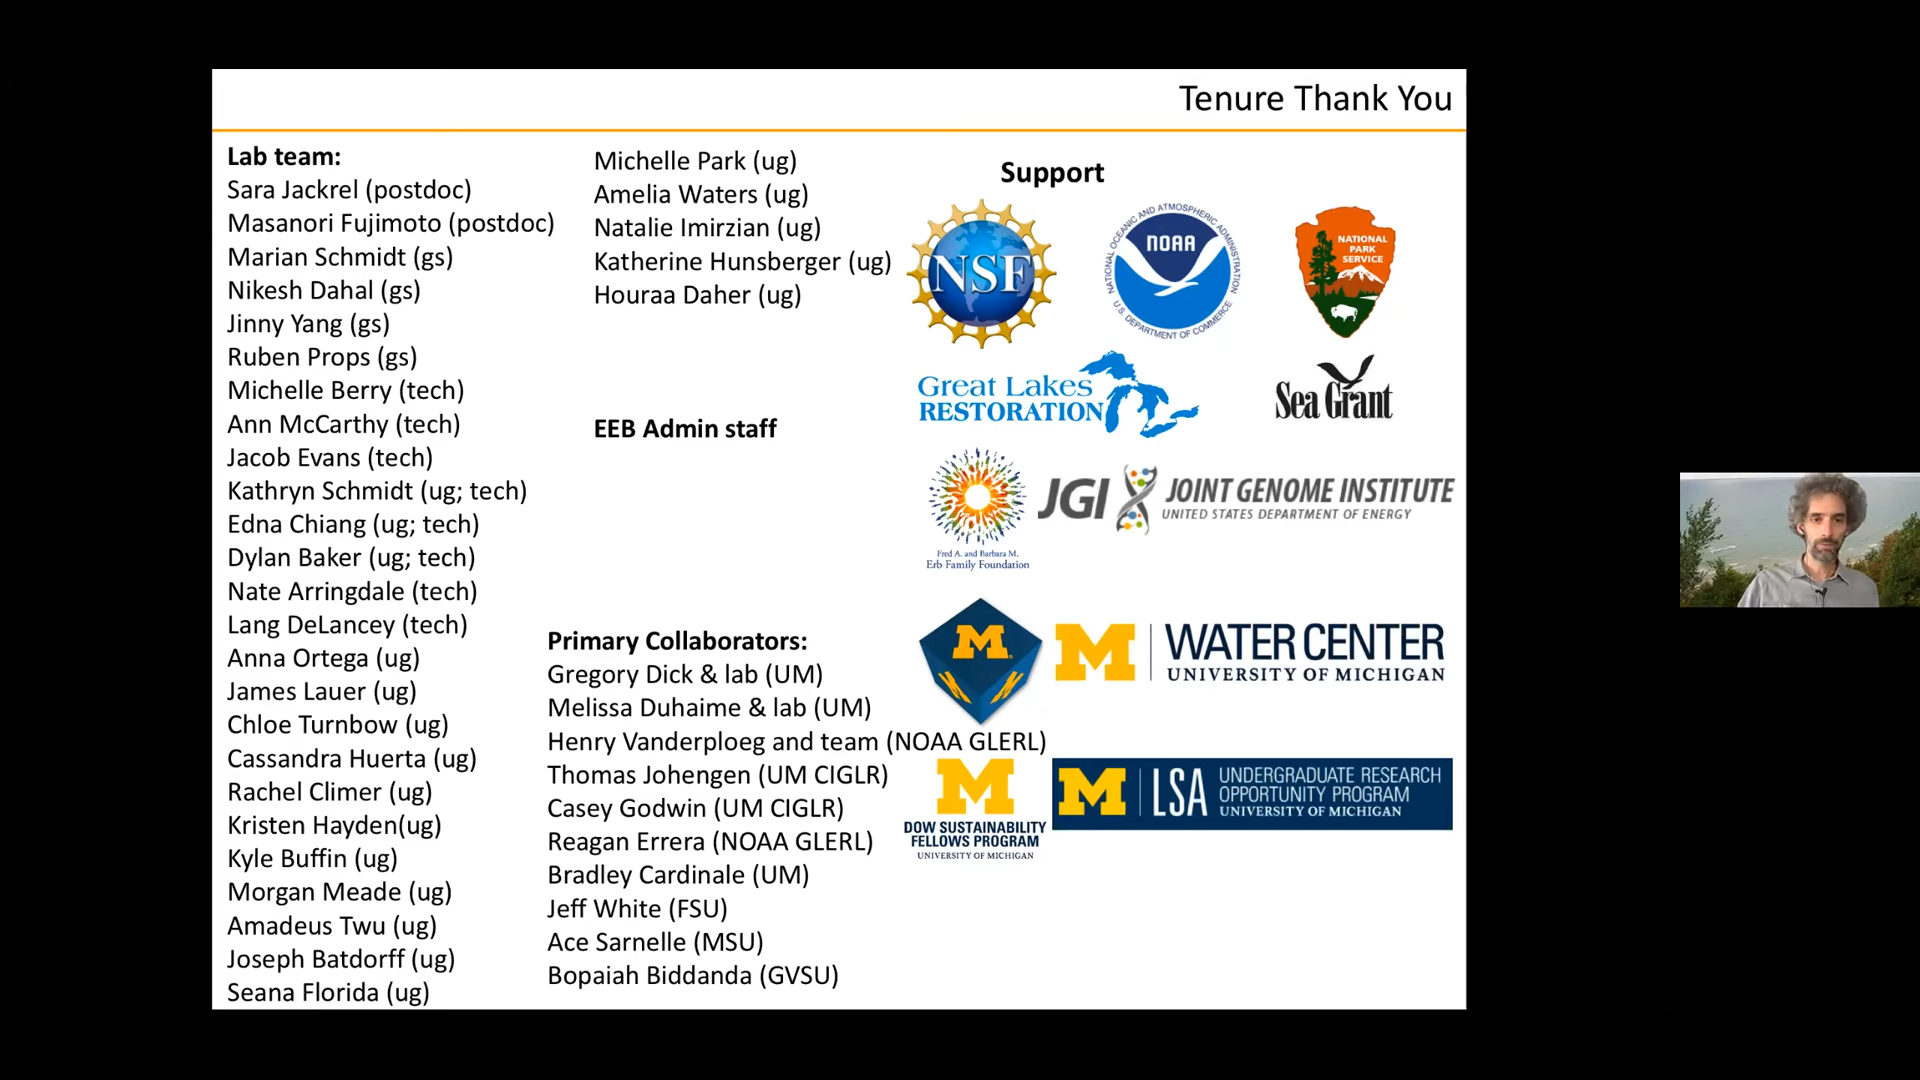 Tenure Thank You
Lab team:
Sara Jackrel (postdoc)
Masanori Fujimoto (postdoc)
Marian Schmidt (gs)
Nikesh Dahal (gs)
Jinny Yang (gs)
Ruben Props (gs)
Michelle Berry (tech)
Ann McCarthy (tech)
Jacob Evans (tech)
Kathryn Schmidt (ug; tech)
Edna Chiang (ug; tech)
Dylan Baker (ug; tech)
Nate Arringdale (tech)
Lang DeLancey (tech)
Anna Ortega (ug)
James Lauer (ug)
Chloe Turnbow (ug)
Cassandra Huerta (ug)
Rachel Climer (ug)
Kristen Hayden(ug)
Kyle Buffin (ug)
Morgan Meade (ug)
Amadeus Twu (ug)
Joseph Batdorff (ug)
Seana Florida (ug)
Michelle Park (ug)
Amelia Waters (ug)
Natalie Imirzian (ug)
Katherine Hunsberger (ug)
Houraa Daher (ug)
EEB Admin staff
Primary Collaborators:
Gregory Dick & lab (UM)
Melissa Duhaime & lab (UM)
Henry Vanderploeg and team (NOAA GLERL)
Thomas Johengen (UM CIGLR)
Casey Godwin (UM CIGLR)
Reagan Errera (NOAA GLERL)
Bradley Cardinale (UM)
Jeff White (FSU)
Ace Sarnelle (MSU)
Bopaiah Biddanda (GVSU)
Support
NSF
NATIONAL OCEANIC AND ATMOSPHERIC ADMINISTRATION
NOAA
U.S. DEPARTMENT OF COMMERCE
NATIONAL
PARK
SERVICE
Great Lakes
RESTORATION
Sea Grant
Fred A. and Barbara M.
Erb Family Foundation
JGI JOINT GENOME INSTITUTE
UNITED STATES DEPARTMENT OF ENERGY
M
M
M
M WATER CENTER
UNIVERSITY OF MICHIGAN
M
DOW SUSTAINABILITY
FELLOWS PROGRAM
UNIVERSITY OF MICHIGAN
M LSA UNDERGRADUATE RESEARCH
OPPORTUNITY PROGRAM
UNIVERSITY OF MICHIGAN